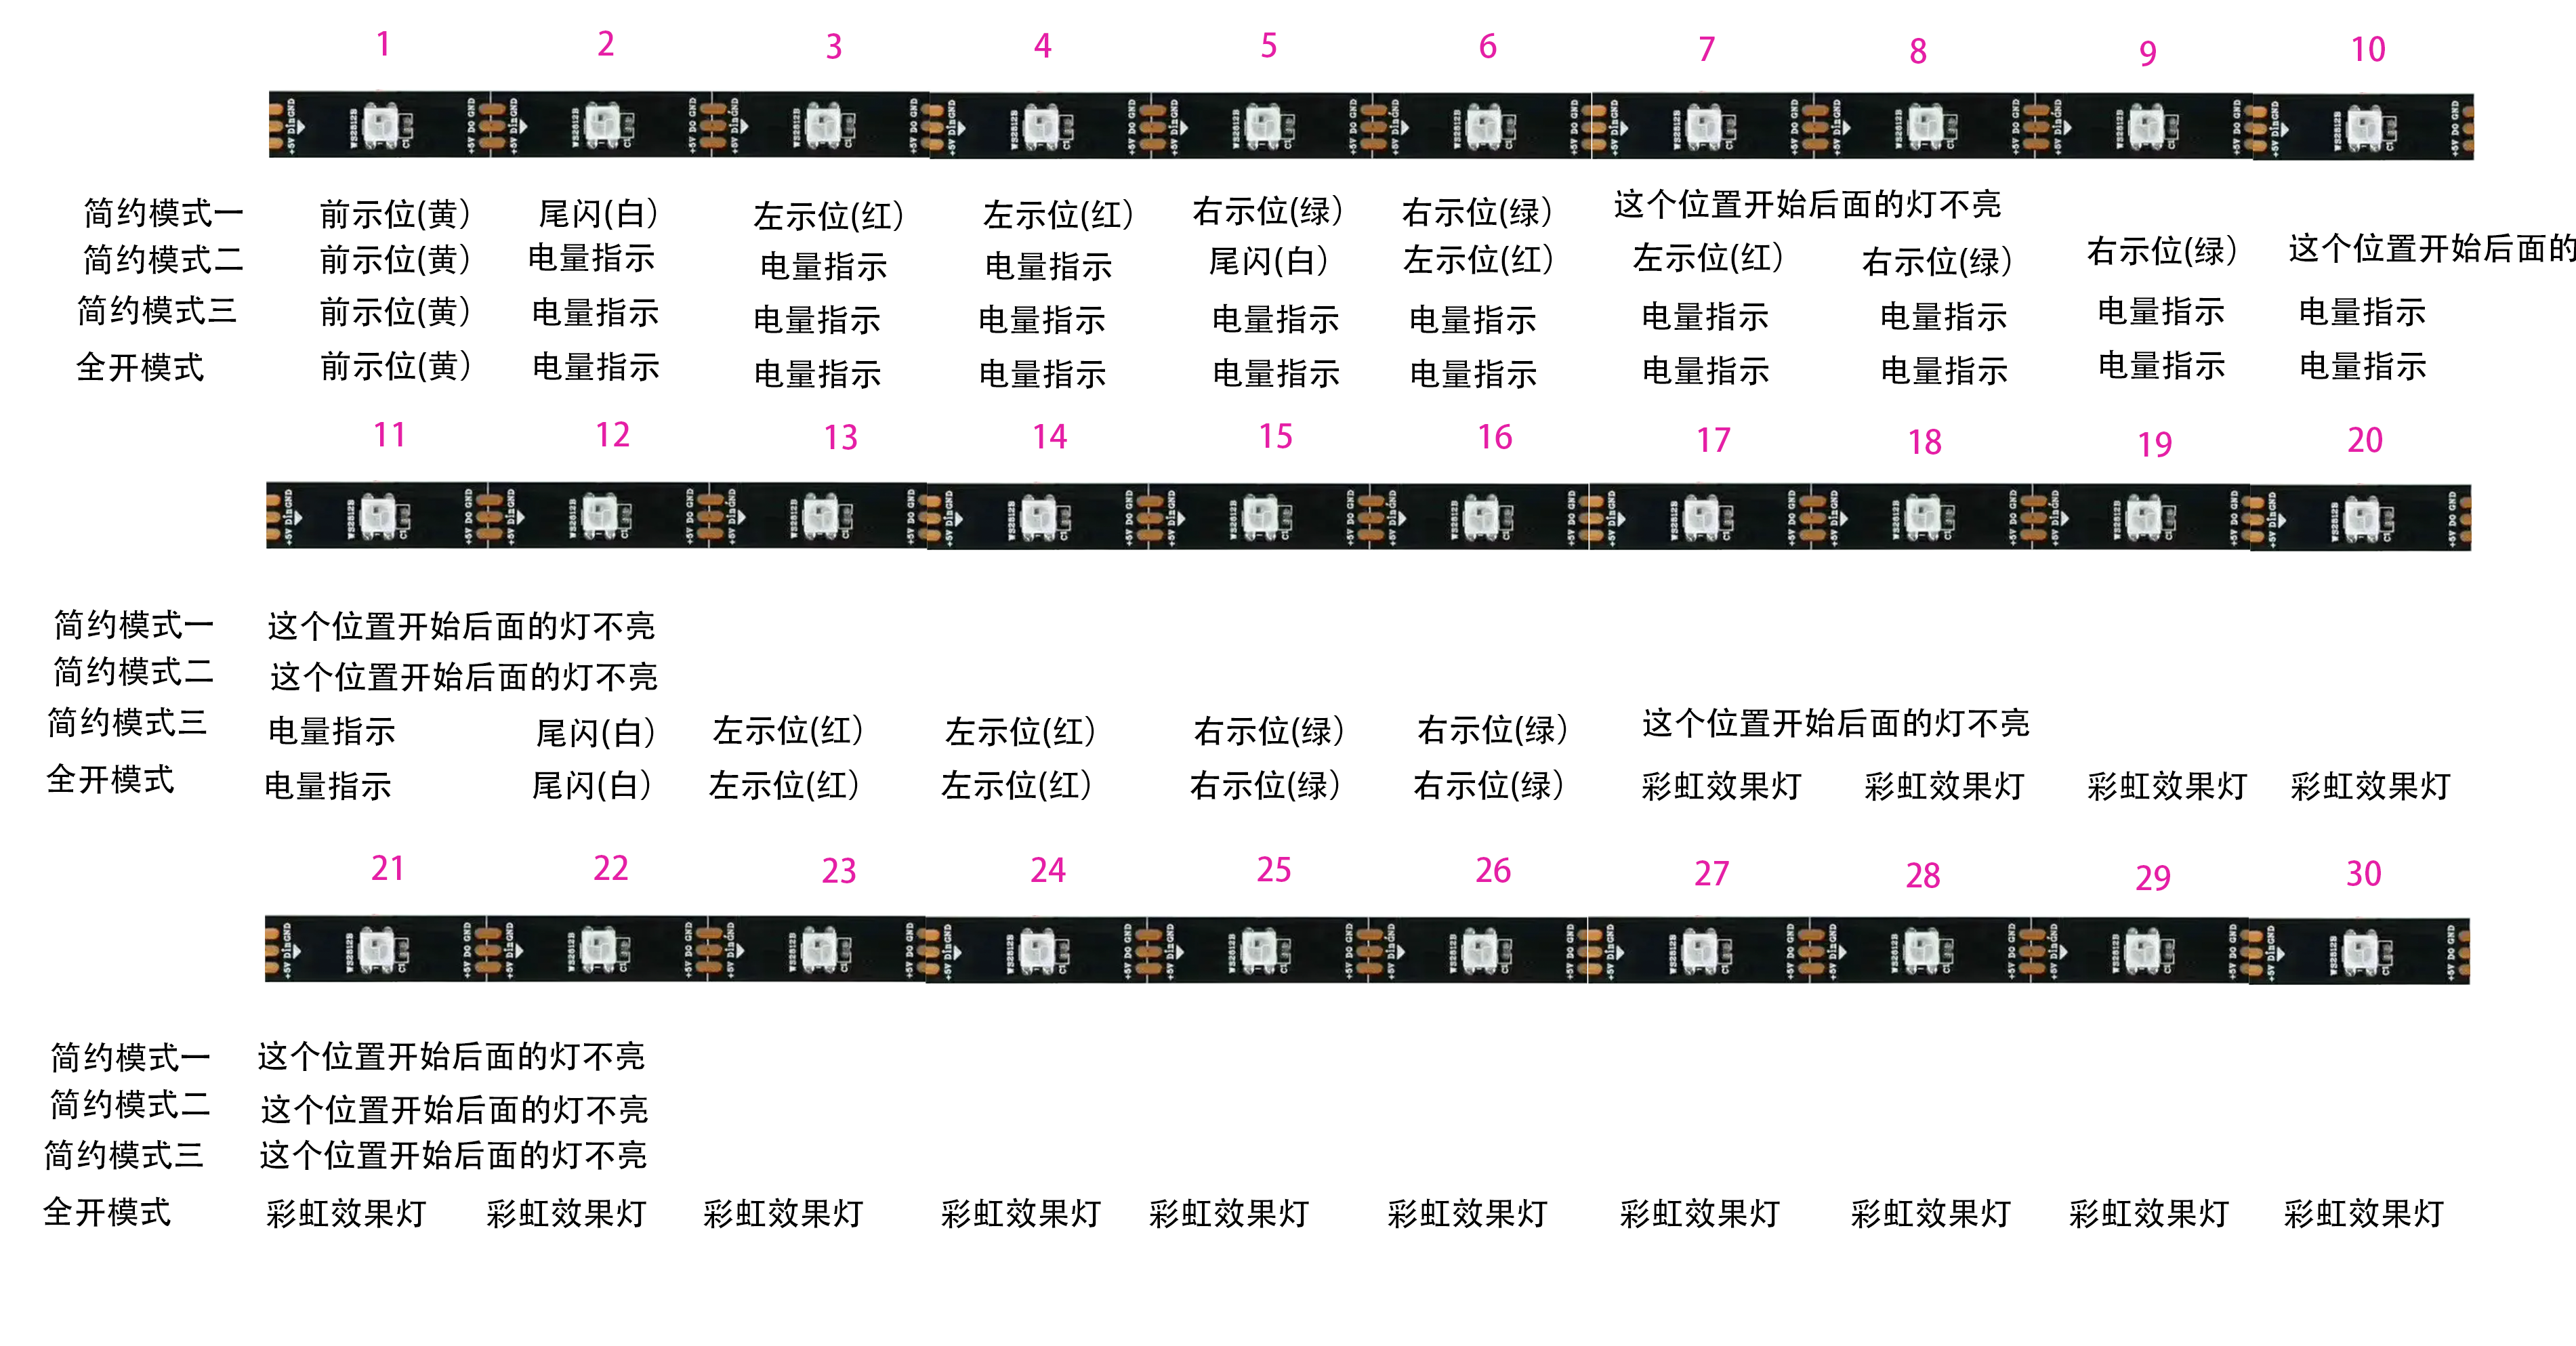 1 2 3 4 5 6 7 8 9 10
简约模式一 前示位(黄) 尾闪(白) 左示位(红) 左示位(红) 右示位(绿) 右示位(绿) 这个位置开始后面的灯不亮
简约模式二 前示位(黄) 电量指示 电量指示 电量指示 尾闪(白) 左示位(红) 左示位(红) 右示位(绿) 右示位(绿) 这个位置开始后面的
简约模式三 前示位(黄) 电量指示 电量指示 电量指示 电量指示 电量指示 电量指示 电量指示 电量指示 电量指示
全开模式 前示位(黄) 电量指示 电量指示 电量指示 电量指示 电量指示 电量指示 电量指示 电量指示 电量指示
11 12 13 14 15 16 17 18 19 20
简约模式一 这个位置开始后面的灯不亮
简约模式二 这个位置开始后面的灯不亮
简约模式三 电量指示 尾闪(白) 左示位(红) 左示位(红) 右示位(绿) 右示位(绿) 这个位置开始后面的灯不亮
全开模式 电量指示 尾闪(白) 左示位(红) 左示位(红) 右示位(绿) 右示位(绿) 彩虹效果灯 彩虹效果灯 彩虹效果灯 彩虹效果灯
21 22 23 24 25 26 27 28 29 30
简约模式一 这个位置开始后面的灯不亮
简约模式二 这个位置开始后面的灯不亮
简约模式三 这个位置开始后面的灯不亮
全开模式 彩虹效果灯 彩虹效果灯 彩虹效果灯 彩虹效果灯 彩虹效果灯 彩虹效果灯 彩虹效果灯 彩虹效果灯 彩虹效果灯 彩虹效果灯